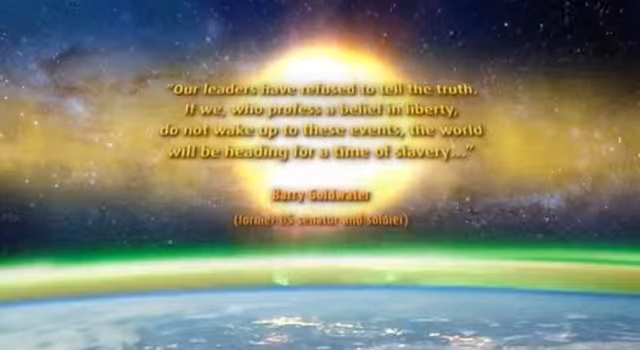 "Our leaders have refused to tell the truth.
If we, who profess a belief in liberty,
do not wake up to these events, the world
will be heading for a time of slavery..."
Barry Goldwater
(former US senator and soldier)